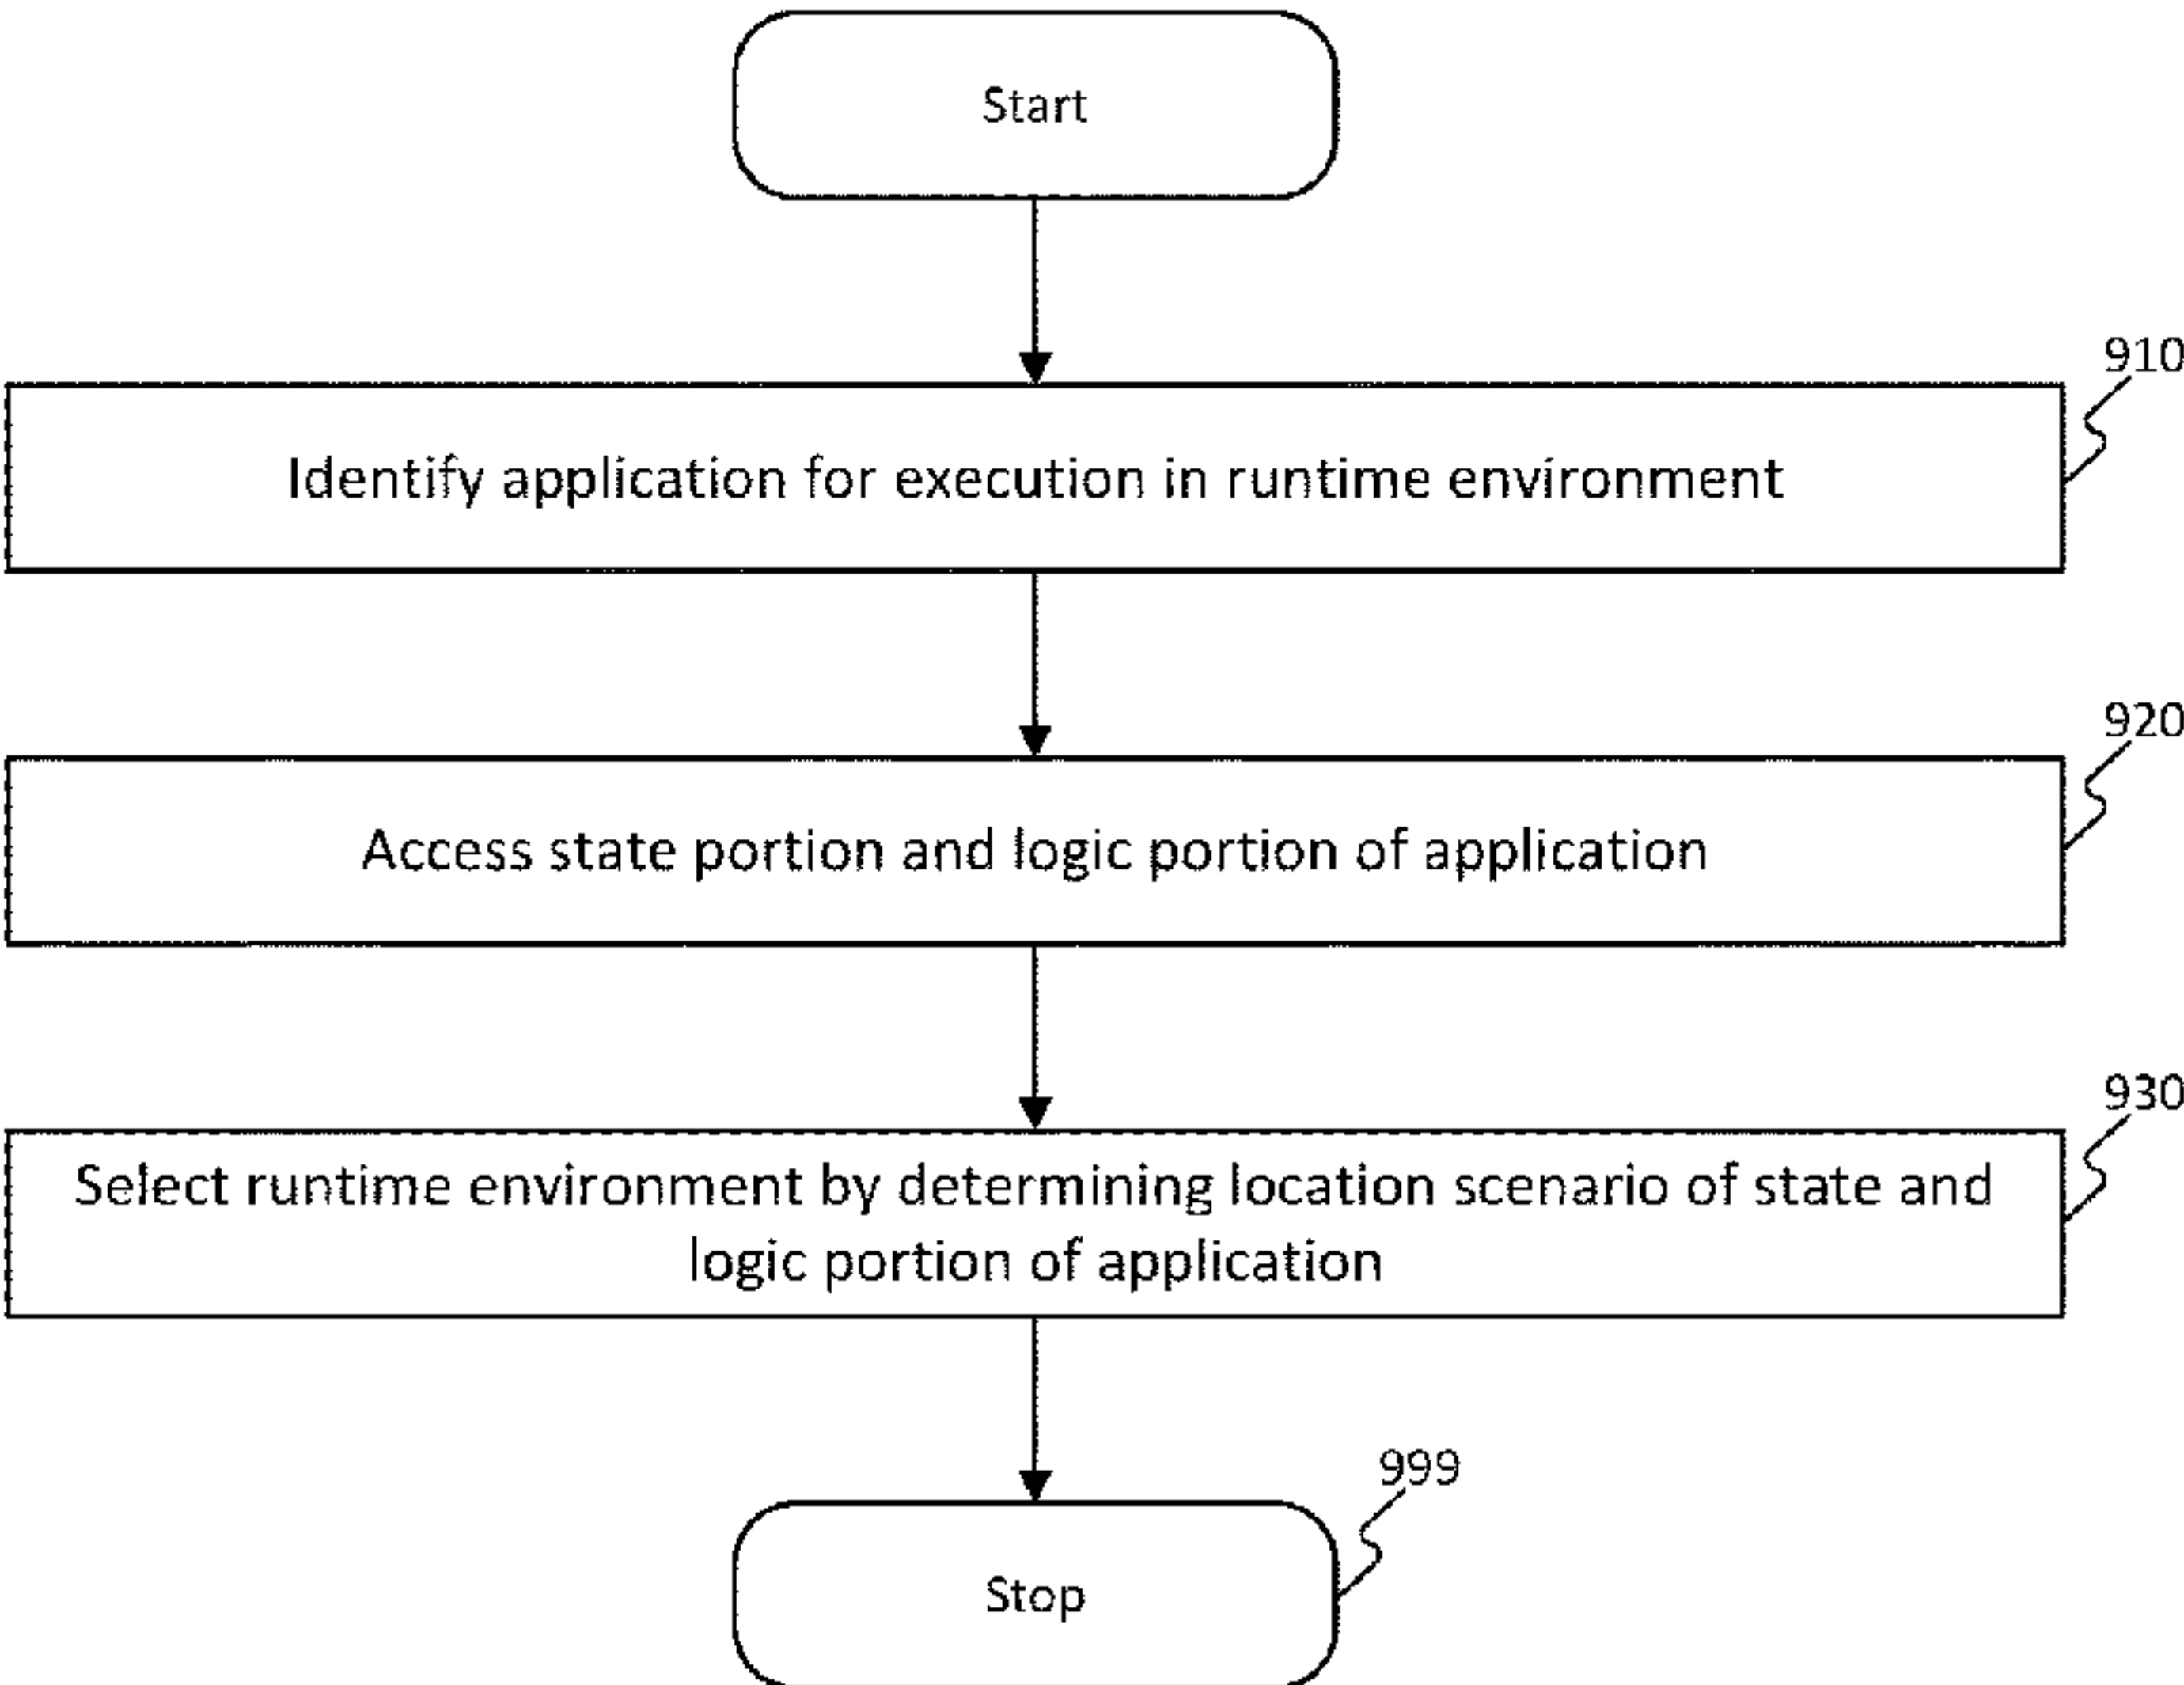 Start
910
Identify application for execution in runtime environment
920
Access state portion and logic portion of application
930
Select runtime environment by determining location scenario of state and
logic portion of application
999
Stop